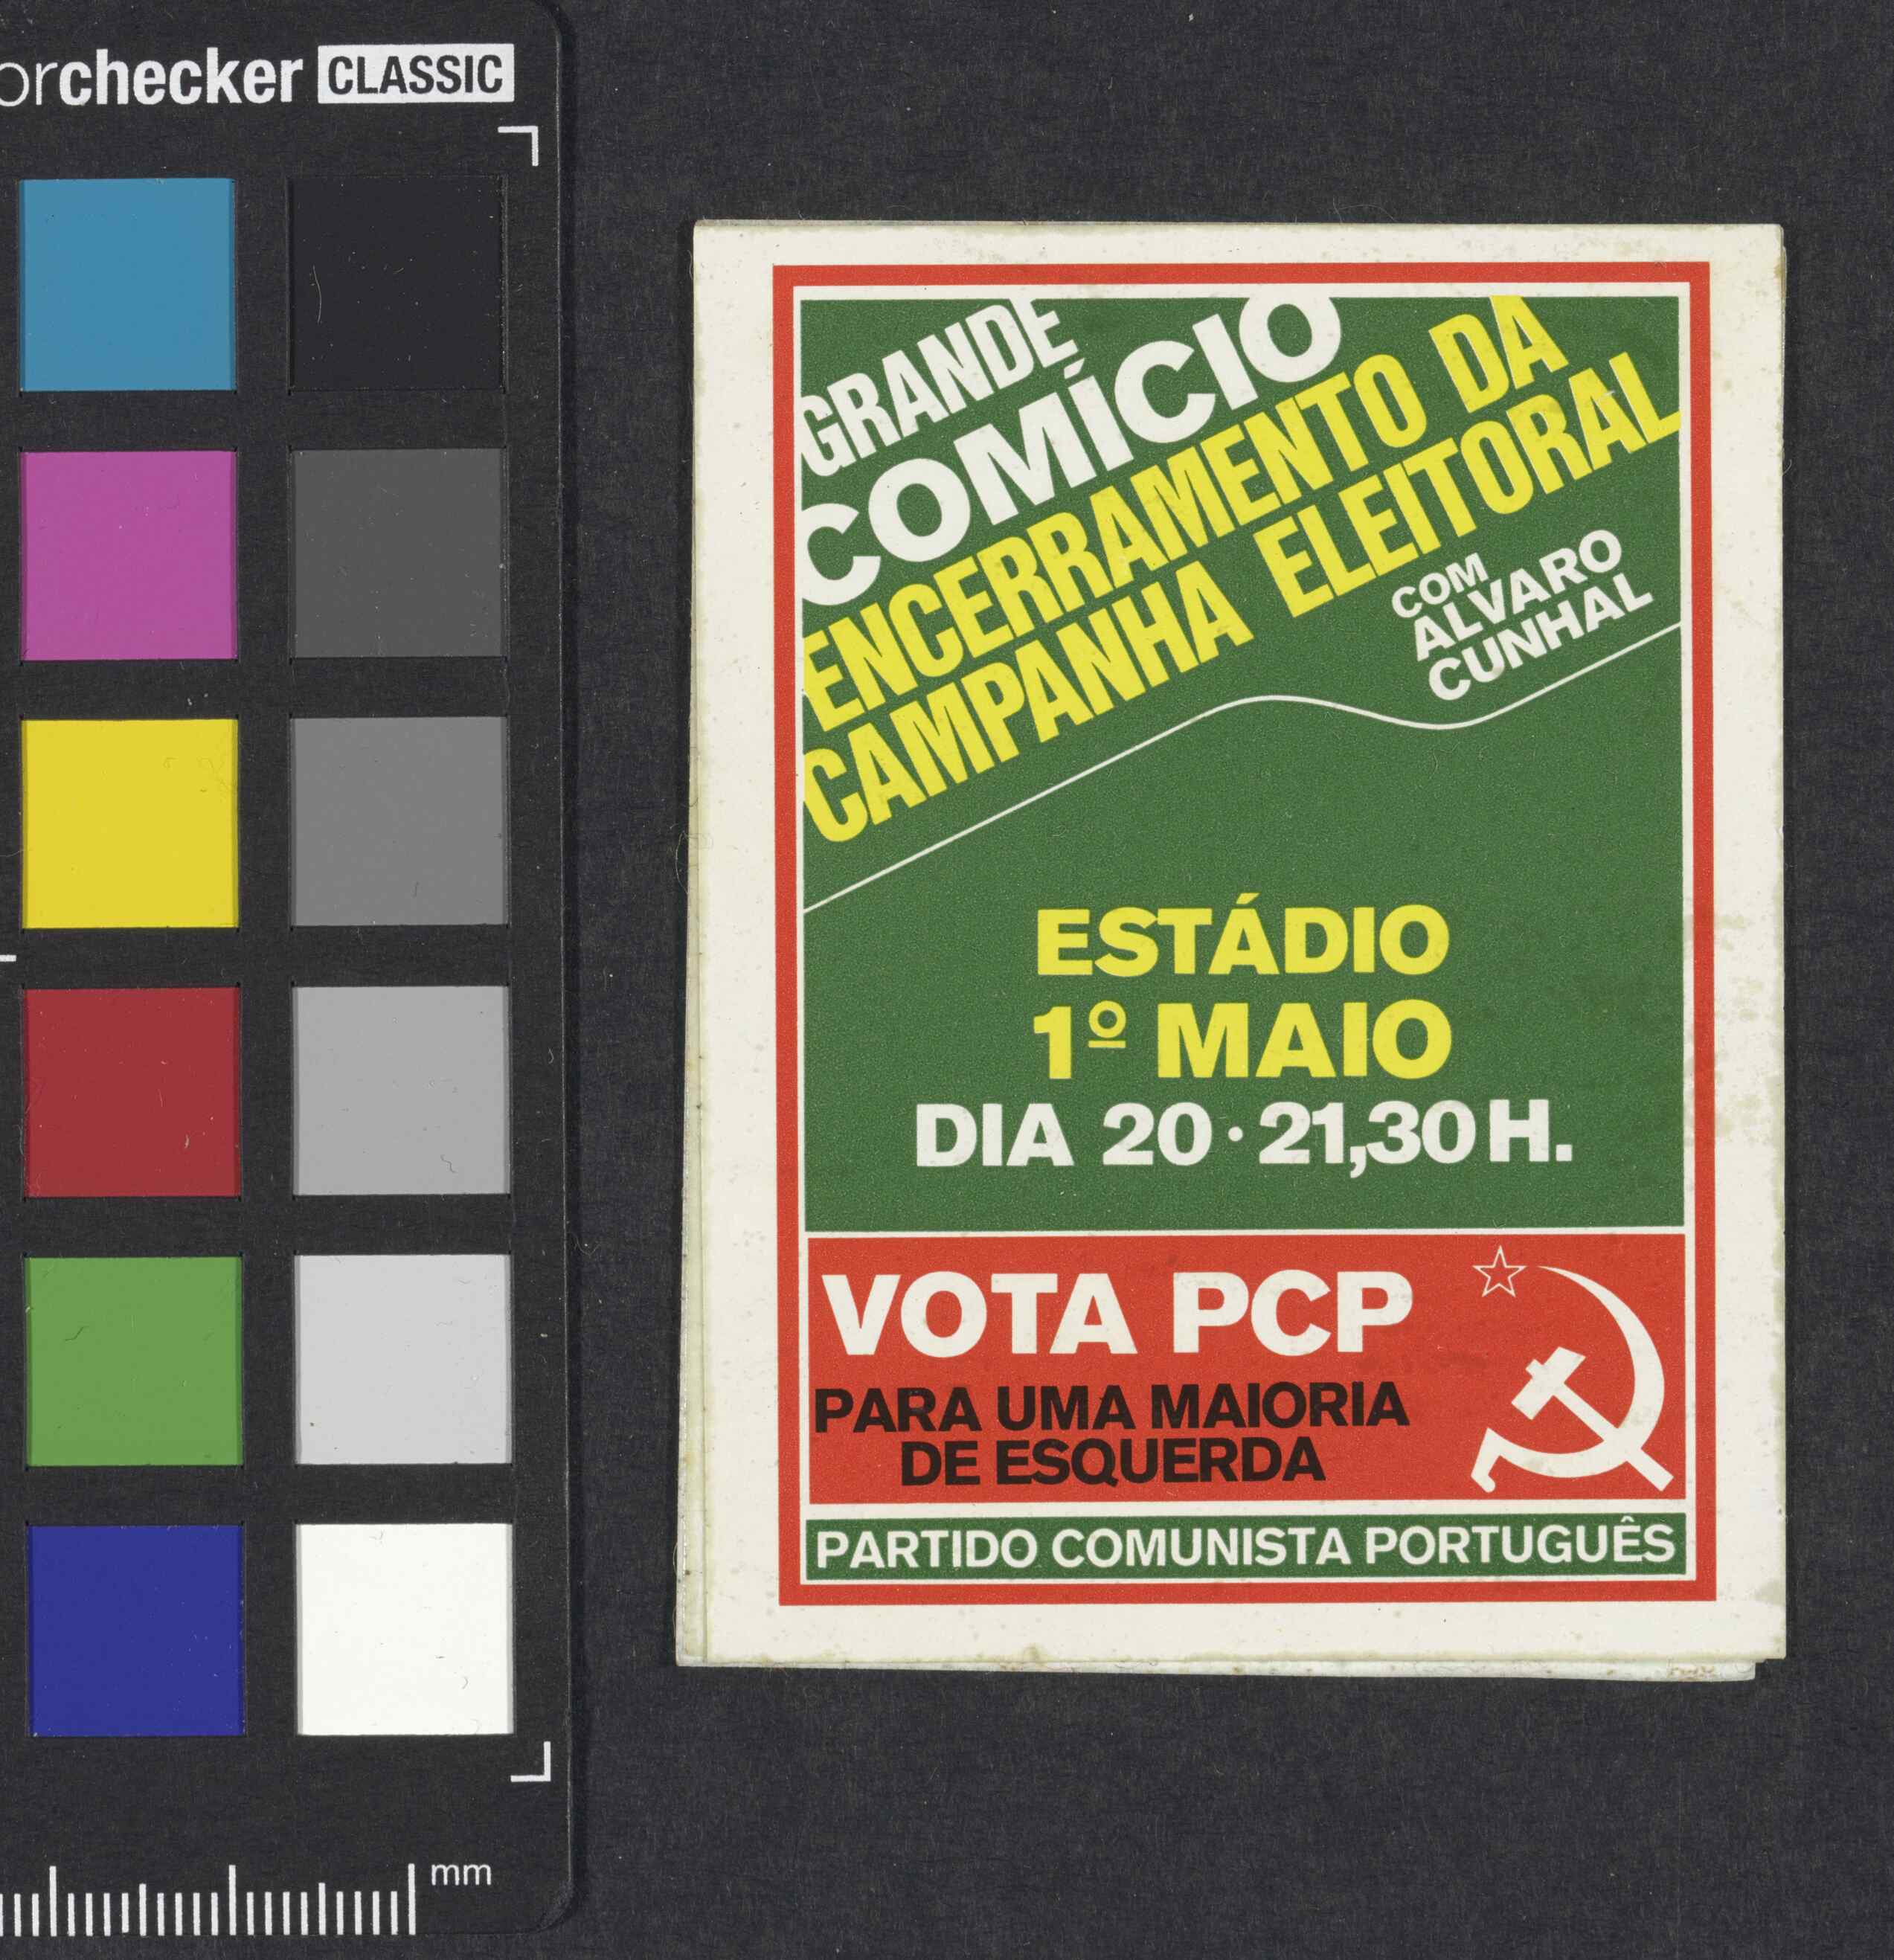 orchecker CLASSIC
GRANDE
COMÍCIO
ENCERRAMENTO DA
CAMPANHA ELEITORAL
COM
ALVARO
CUNHAL
ESTÁDIO
1º MAIO
DIA 20 · 21,30 H.
VOTA PCP
PARA UMA MAIORIA
DE ESQUERDA
PARTIDO COMUNISTA PORTUGUÊS
mm